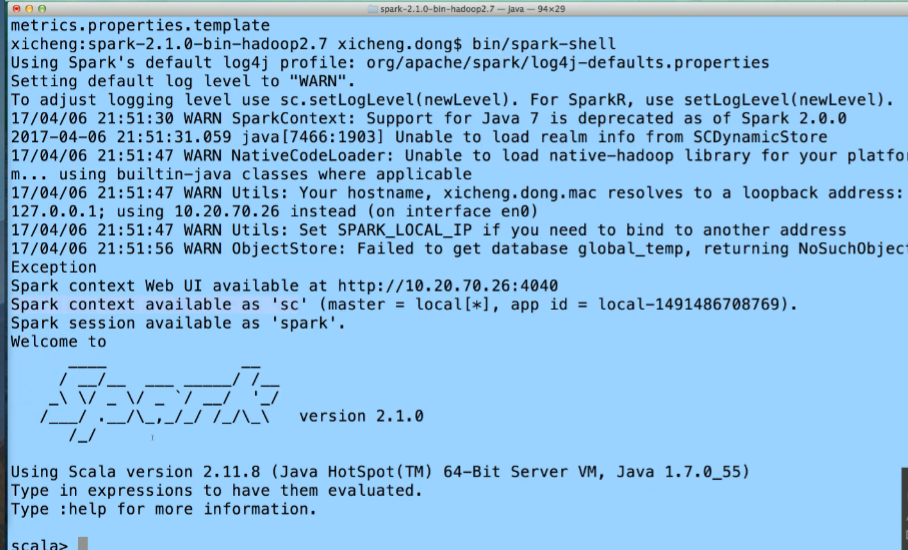 spark-2.1.0-bin-hadoop2.7 — java — 94×29
metrics.properties.template
xicheng:spark-2.1.0-bin-hadoop2.7 xicheng.dong$ bin/spark-shell
Using Spark's default log4j profile: org/apache/spark/log4j-defaults.properties
Setting default log level to "WARN".
To adjust logging level use sc.setLogLevel(newLevel). For SparkR, use setLogLevel(newLevel).
17/04/06 21:51:30 WARN SparkContext: Support for Java 7 is deprecated as of Spark 2.0.0
2017-04-06 21:51:31.059 java[7466:1903] Unable to load realm info from SCDynamicStore
17/04/06 21:51:47 WARN NativeCodeLoader: Unable to load native-hadoop library for your platfor
m... using builtin-java classes where applicable
17/04/06 21:51:47 WARN Utils: Your hostname, xicheng.dong.mac resolves to a loopback address:
127.0.0.1; using 10.20.70.26 instead (on interface en0)
17/04/06 21:51:47 WARN Utils: Set SPARK_LOCAL_IP if you need to bind to another address
17/04/06 21:51:56 WARN ObjectStore: Failed to get database global_temp, returning NoSuchObject
Exception
Spark context Web UI available at http://10.20.70.26:4040
Spark context available as 'sc' (master = local[*], app id = local-1491486708769).
Spark session available as 'spark'.
Welcome to
Spark version 2.1.0
Using Scala version 2.11.8 (Java HotSpot(TM) 64-Bit Server VM, Java 1.7.0_55)
Type in expressions to have them evaluated.
Type :help for more information.
scala>